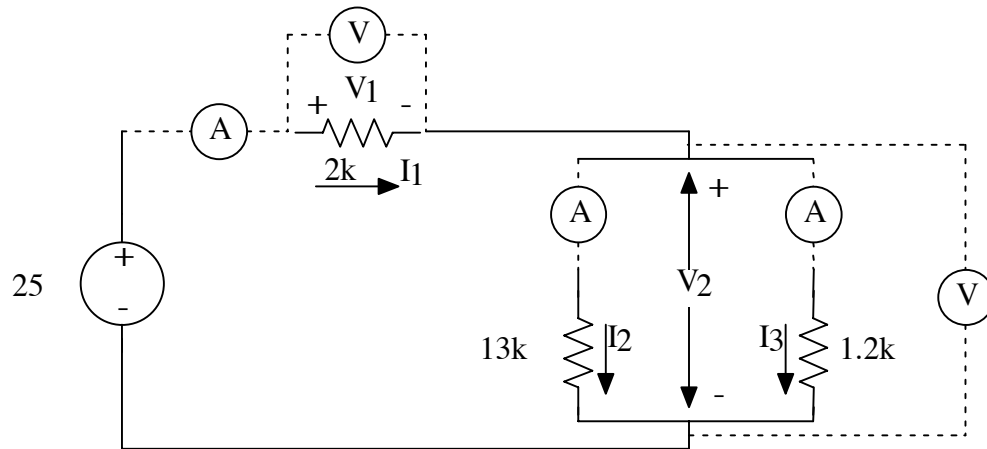 V
V1
+ -
A
2k I1
+
A A
+
25
-
V2
V
13k I2 I3 1.2k
-